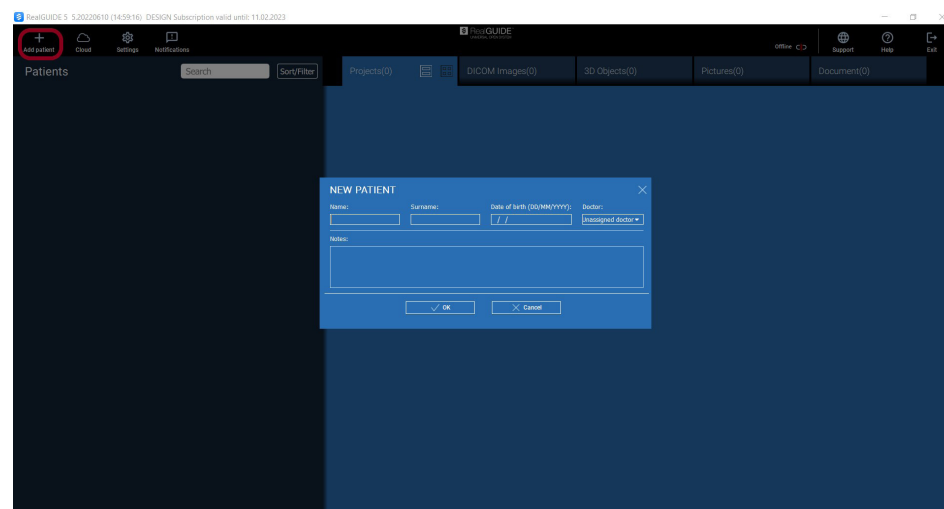 RealGUIDE 5 5.20220610 (14:59:16) DESIGN Subscription valid until: 11.02.2023
RealGUIDE
Add patient Cloud Settings Notifications
Offline Support Help Exit
Patients Search Sort/Filter Projects(0) DICOM Images(0) 3D Objects(0) Pictures(0) Document(0)
NEW PATIENT
Name: Surname: Date of birth (DD/MM/YYYY): Doctor:
/ / Unassigned doctor
Notes:
OK Cancel